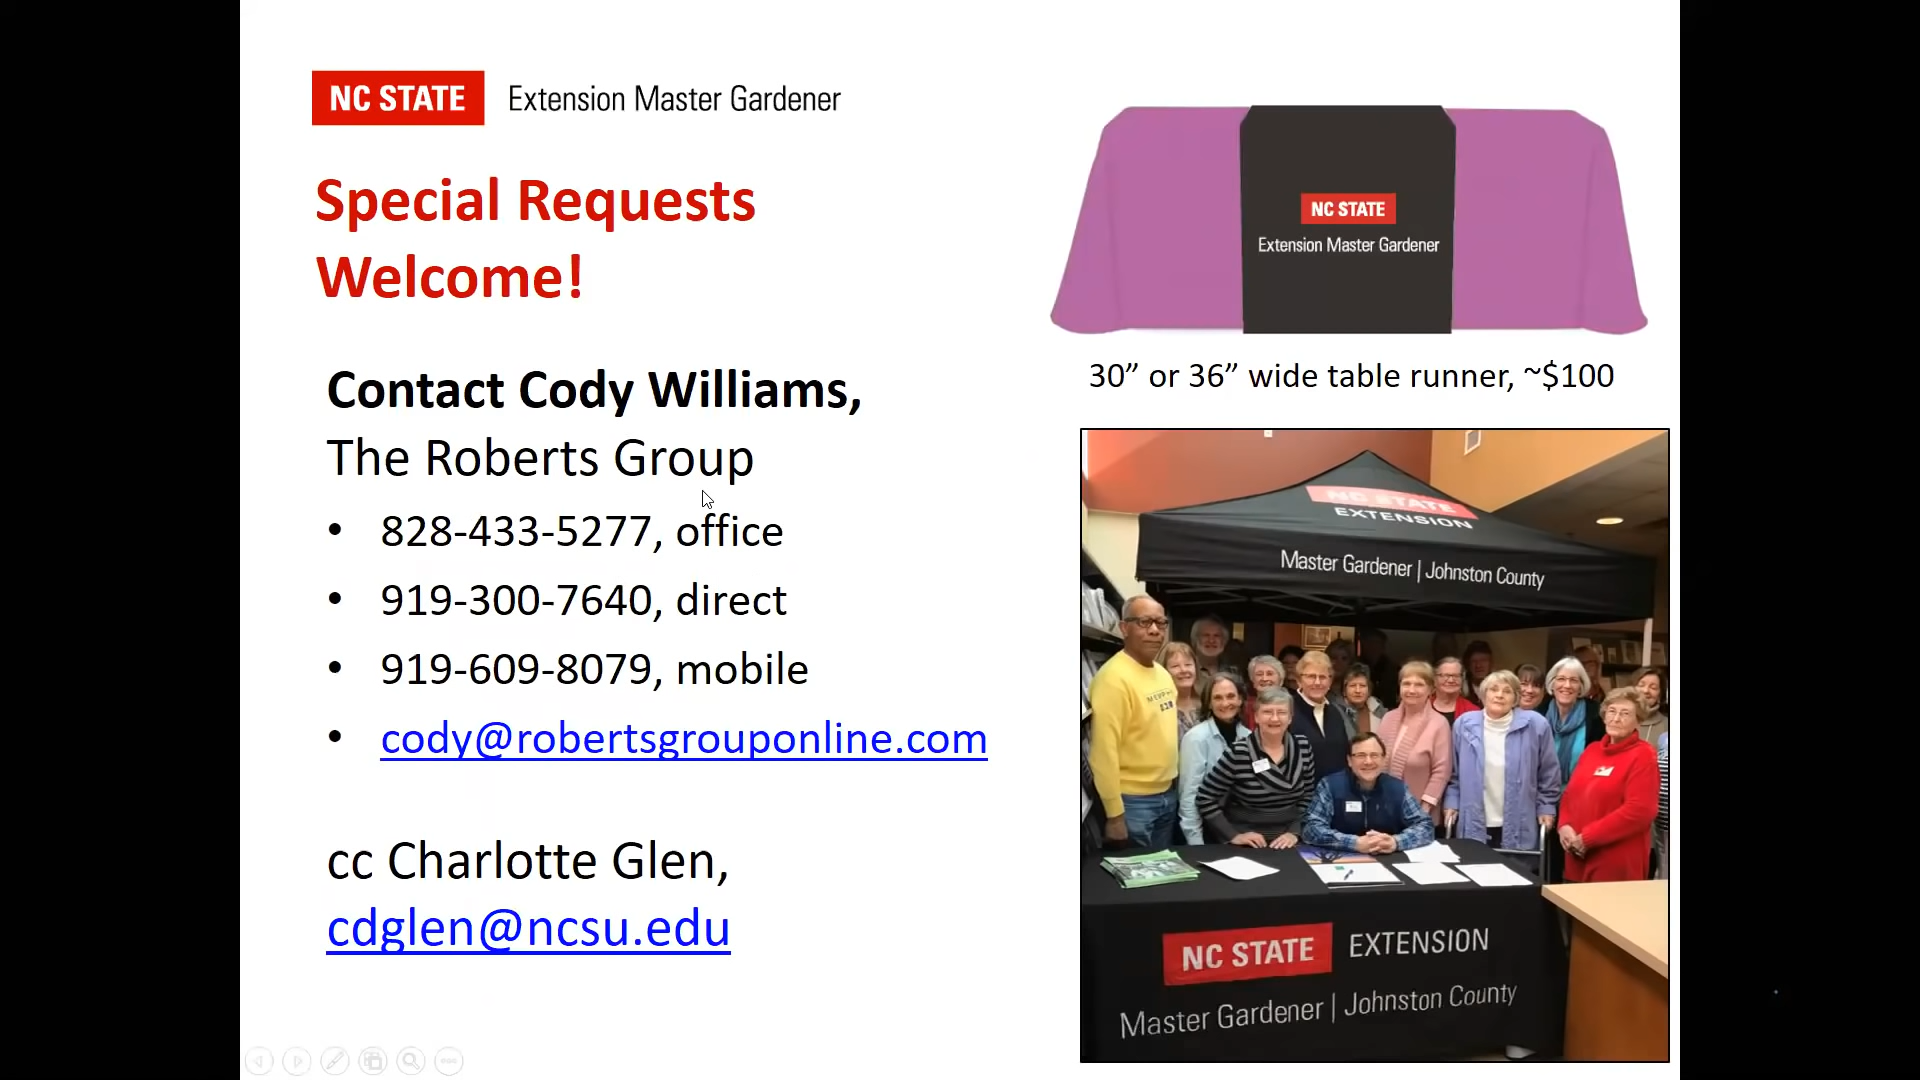 NC STATE Extension Master Gardener
Special Requests
Welcome!
Contact Cody Williams,
The Roberts Group
• 828-433-5277, office
• 919-300-7640, direct
• 919-609-8079, mobile
• cody@robertsgrouponline.com
cc Charlotte Glen,
cdglen@ncsu.edu
NC STATE
Extension Master Gardener
30” or 36” wide table runner, ~$100
NC STATE
EXTENSION
Master Gardener | Johnston County
NC STATE EXTENSION
Master Gardener | Johnston County